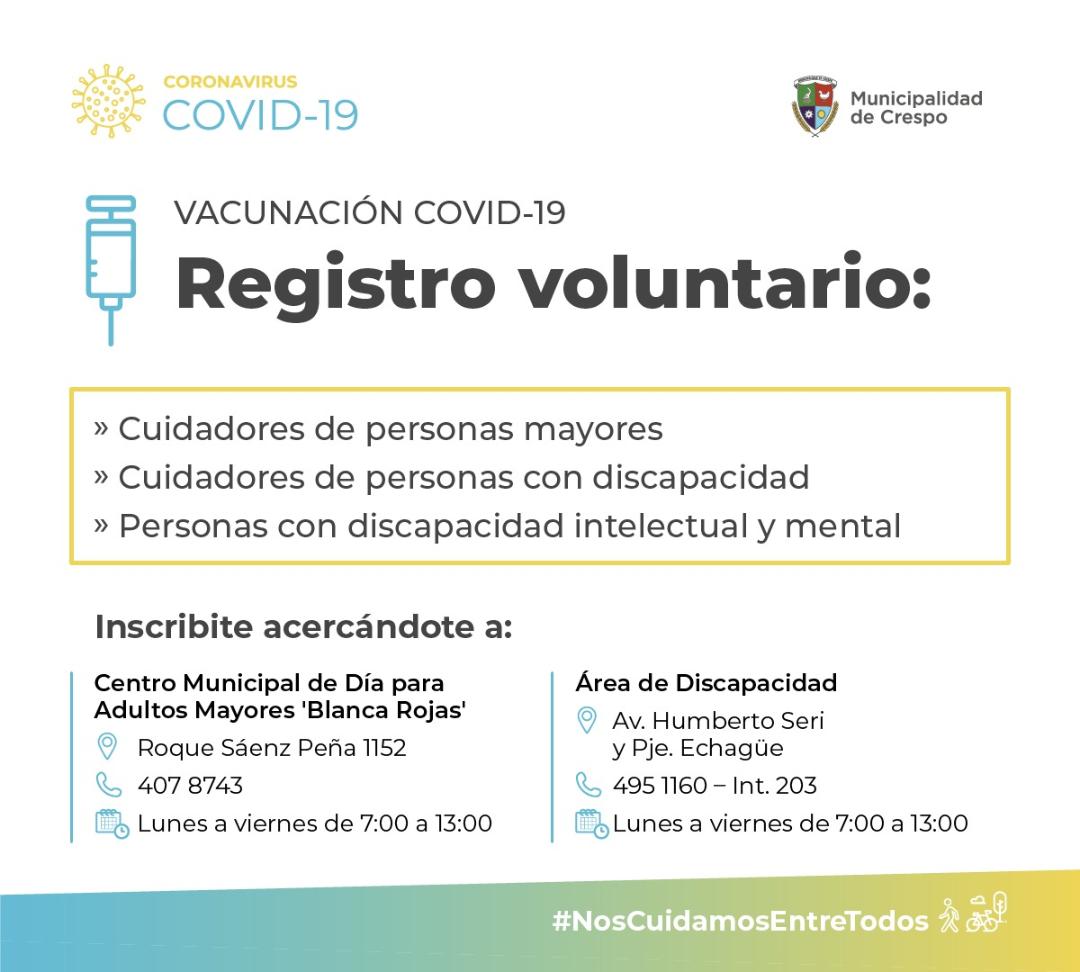 CORONAVIRUS
COVID-19
Municipalidad
de Crespo
VACUNACIÓN COVID-19
Registro voluntario:
» Cuidadores de personas mayores
» Cuidadores de personas con discapacidad
» Personas con discapacidad intelectual y mental
Inscribite acercándote a:
Centro Municipal de Día para
Adultos Mayores 'Blanca Rojas'
Roque Sáenz Peña 1152
407 8743
Lunes a viernes de 7:00 a 13:00
Área de Discapacidad
Av. Humberto Seri
y Pje. Echagüe
495 1160 – Int. 203
Lunes a viernes de 7:00 a 13:00
#NosCuidamosEntreTodos